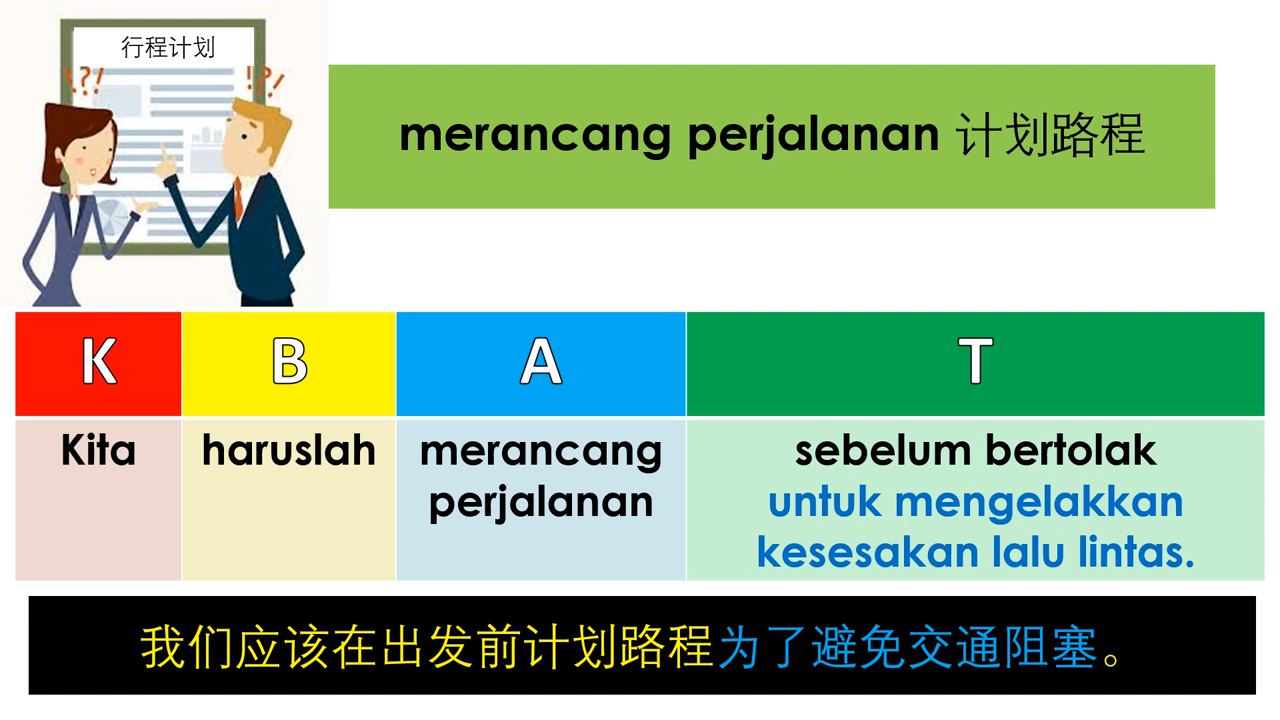 行程计划
!?!
!?!
merancang perjalanan 计划路程
K B A T
Kita haruslah merancang sebelum bertolak
perjalanan untuk mengelakkan
kesesakan lalu lintas.
我们应该在出发前计划路程为了避免交通阻塞。